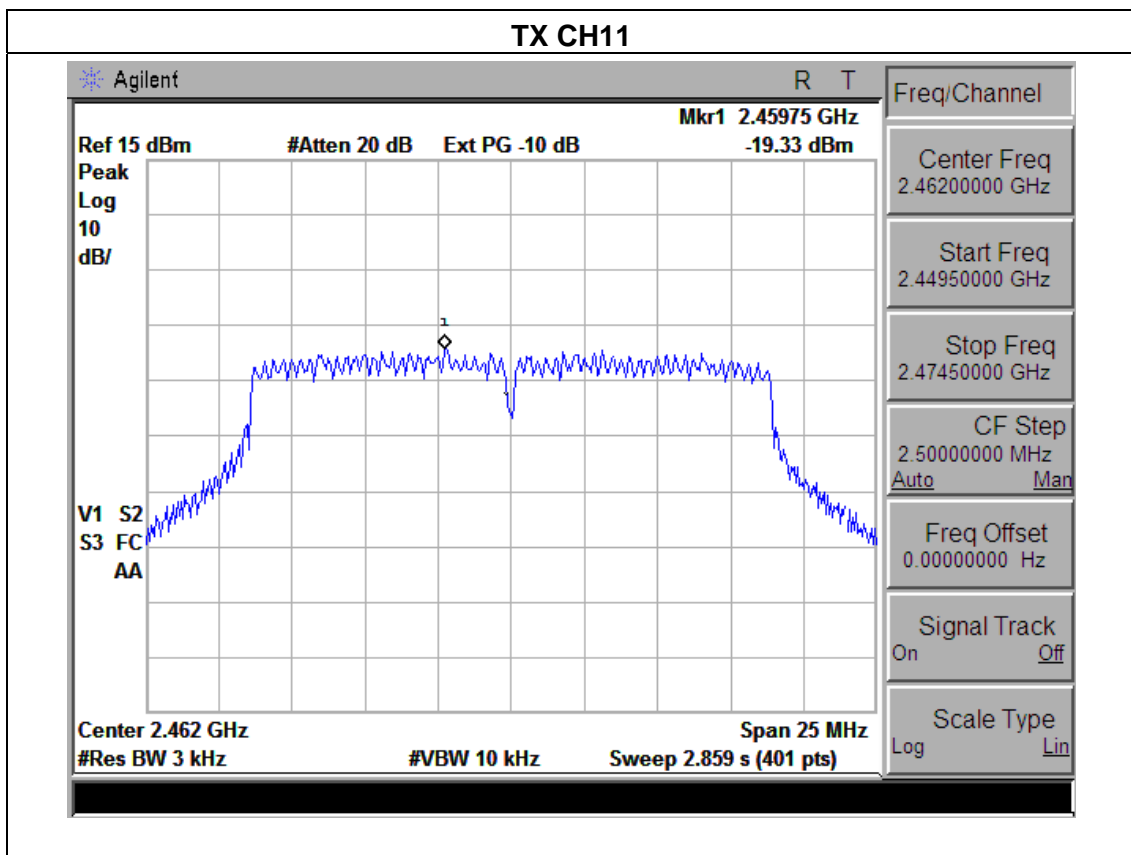 TX CH11
Agilent R T
Mkr1 2.45975 GHz
Ref 15 dBm #Atten 20 dB Ext PG -10 dB -19.33 dBm
Peak
Log
10
dB/
1
V1 S2
S3 FC
AA
Center 2.462 GHz Span 25 MHz
#Res BW 3 kHz #VBW 10 kHz Sweep 2.859 s (401 pts)
Freq/Channel
Center Freq
2.46200000 GHz
Start Freq
2.44950000 GHz
Stop Freq
2.47450000 GHz
CF Step
2.50000000 MHz
Auto Man
Freq Offset
0.00000000 Hz
Signal Track
On Off
Scale Type
Log Lin